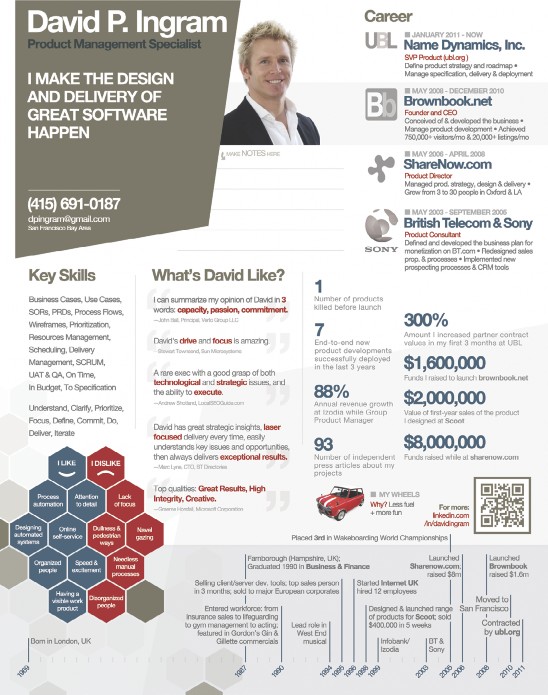 David P. Ingram
Product Management Specialist
I MAKE THE DESIGN
AND DELIVERY OF
GREAT SOFTWARE
HAPPEN
(415) 691-0187
dpingram@gmail.com
San Francisco Bay Area
MAKE NOTES HERE
Career
UBL
JANUARY 2011 - NOW
Name Dynamics, Inc.
SVP Product (ubl.org)
Define product strategy and roadmap •
Manage specification, delivery & deployment
Bb
MAY 2008 - DECEMBER 2010
Brownbook.net
Founder and CEO
Conceived of & developed the business •
Manage product development • Achieved
750,000+ visitors/mo & 20,000+ listings/mo
MAY 2006 - APRIL 2008
ShareNow.com
Product Director
Managed prod. strategy, design & delivery •
Grew from 3 to 30 people in Oxford & LA
MAY 2003 - SEPTEMBER 2005
British Telecom & Sony
SONY
Product Consultant
Defined and developed the business plan for
monetization on BT.com • Redesigned sales
prop. & processes • Implemented new
prospecting processes & CRM tools
Key Skills
Business Cases, Use Cases,
SORs, PRDs, Process Flows,
Wireframes, Prioritization,
Resources Management,
Scheduling, Delivery
Management, SCRUM,
UAT & QA, On Time,
In Budget, To Specification
Understand, Clarify, Prioritize,
Focus, Define, Commit, Do,
Deliver, Iterate
What's David Like?
I can summarize my opinion of David in 3
words: capacity, passion, commitment.
—John Ball, Principal, Verio Group LLC
David's drive and focus is amazing.
—Stewart Townsend, Sun Microsystems
A rare exec with a good grasp of both
technological and strategic issues, and
the ability to execute.
—Andrew Shotland, LocalSEOGuide.com
David has great strategic insights, laser
focused delivery every time, easily
understands key issues and opportunities,
then always delivers exceptional results.
—Marc Lyne, CTO, BT Directories
Top qualities: Great Results, High
Integrity, Creative.
—Graeme Harrold, Microsoft Corporation
1
Number of products
killed before launch
7
End-to-end new
product developments
successfully deployed
in the last 3 years
88%
Annual revenue growth
at Izodia while Group
Product Manager
93
Number of independent
press articles about my
projects
300%
Amount I increased partner contract
values in my first 3 months at UBL
$1,600,000
Funds I raised to launch brownbook.net
$2,000,000
Value of first-year sales of the product
I designed at Scoot
$8,000,000
Funds raised while at sharenow.com
MY WHEELS
Why? Less fuel
+ more fun
For more:
linkedin.com
/in/davidingram
I LIKE
I DISLIKE
Process
automation
Attention
to detail
Lack of
focus
Designing
automated
systems
Online
self-service
Dullness &
pedestrian
ways
Navel
gazing
Organized
people
Speed &
excitement
Needless
manual
processes
Having a
visible work
product
Disorganized
people
Placed 3rd in Wakeboarding World Championships
Farnborough (Hampshire, UK);
Graduated 1990 in Business & Finance
Launched
Sharenow.com,
raised $8m
Launched
Brownbook
raised $1.6m
Selling client/server dev. tools; top sales person
in 3 months, sold to major European corporates
Started Internet UK
hired 12 employees
Moved to
San Francisco
Entered workforce: from
insurance sales to lifeguarding
to gym management to acting;
featured in Gordon's Gin &
Gillette commercials
Lead role in
West End
musical
Designed & launched range
of products for Scoot; sold
$400,000 in 5 weeks
Contracted
by ubl.org
Born in London, UK
Infobank/
Izodia
BT &
Sony
1969
1987
1990
1994
1995
1996
1998
1999
2003
2005
2006
2008
2010
2011